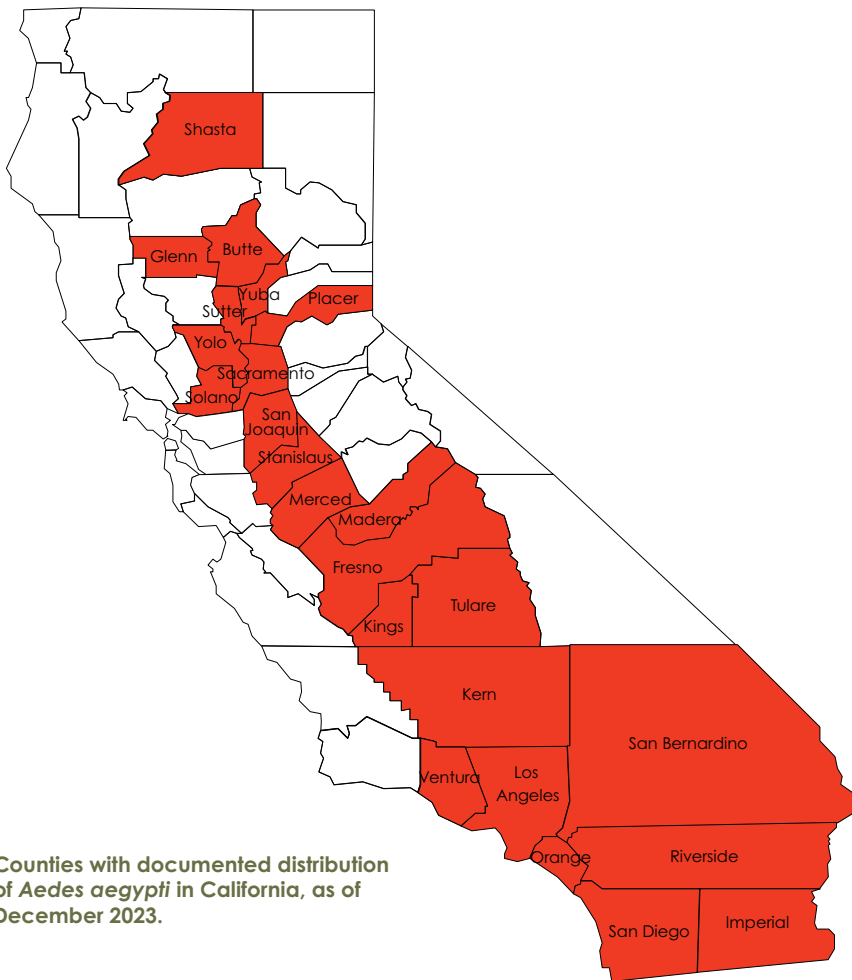 Shasta
Butte
Glenn
Yuba
Placer
Sutter
Yolo
Sacramento
Solano
San
Joaquin
Stanislaus
Merced
Madera
Fresno
Tulare
Kings
Kern
San Bernardino
Ventura
Los
Angeles
Orange
Riverside
San Diego
Imperial
Counties with documented distribution
of Aedes aegypti in California, as of
December 2023.